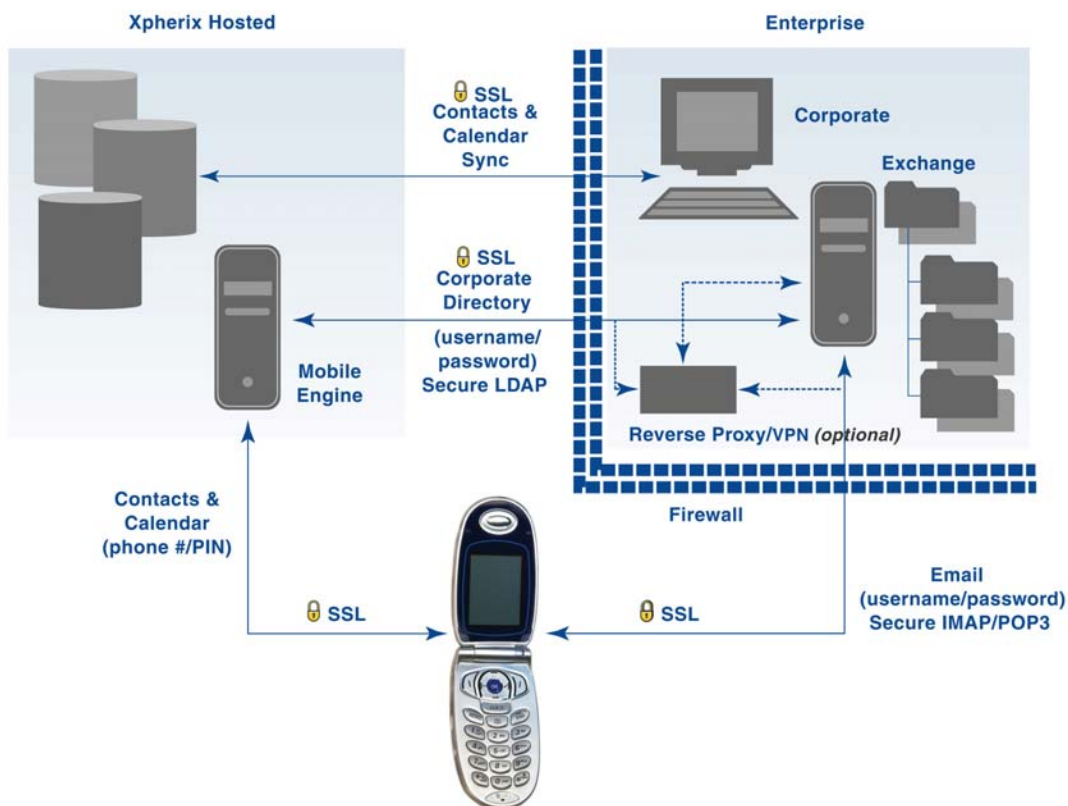 Xpherix Hosted
Enterprise
SSL
Contacts &
Calendar
Sync
Corporate
Exchange
SSL
Corporate
Directory
(username/
password)
Secure LDAP
Mobile
Engine
Reverse Proxy/VPN (optional)
Firewall
Contacts &
Calendar
(phone #/PIN)
SSL
SSL
Email
(username/password)
Secure IMAP/POP3